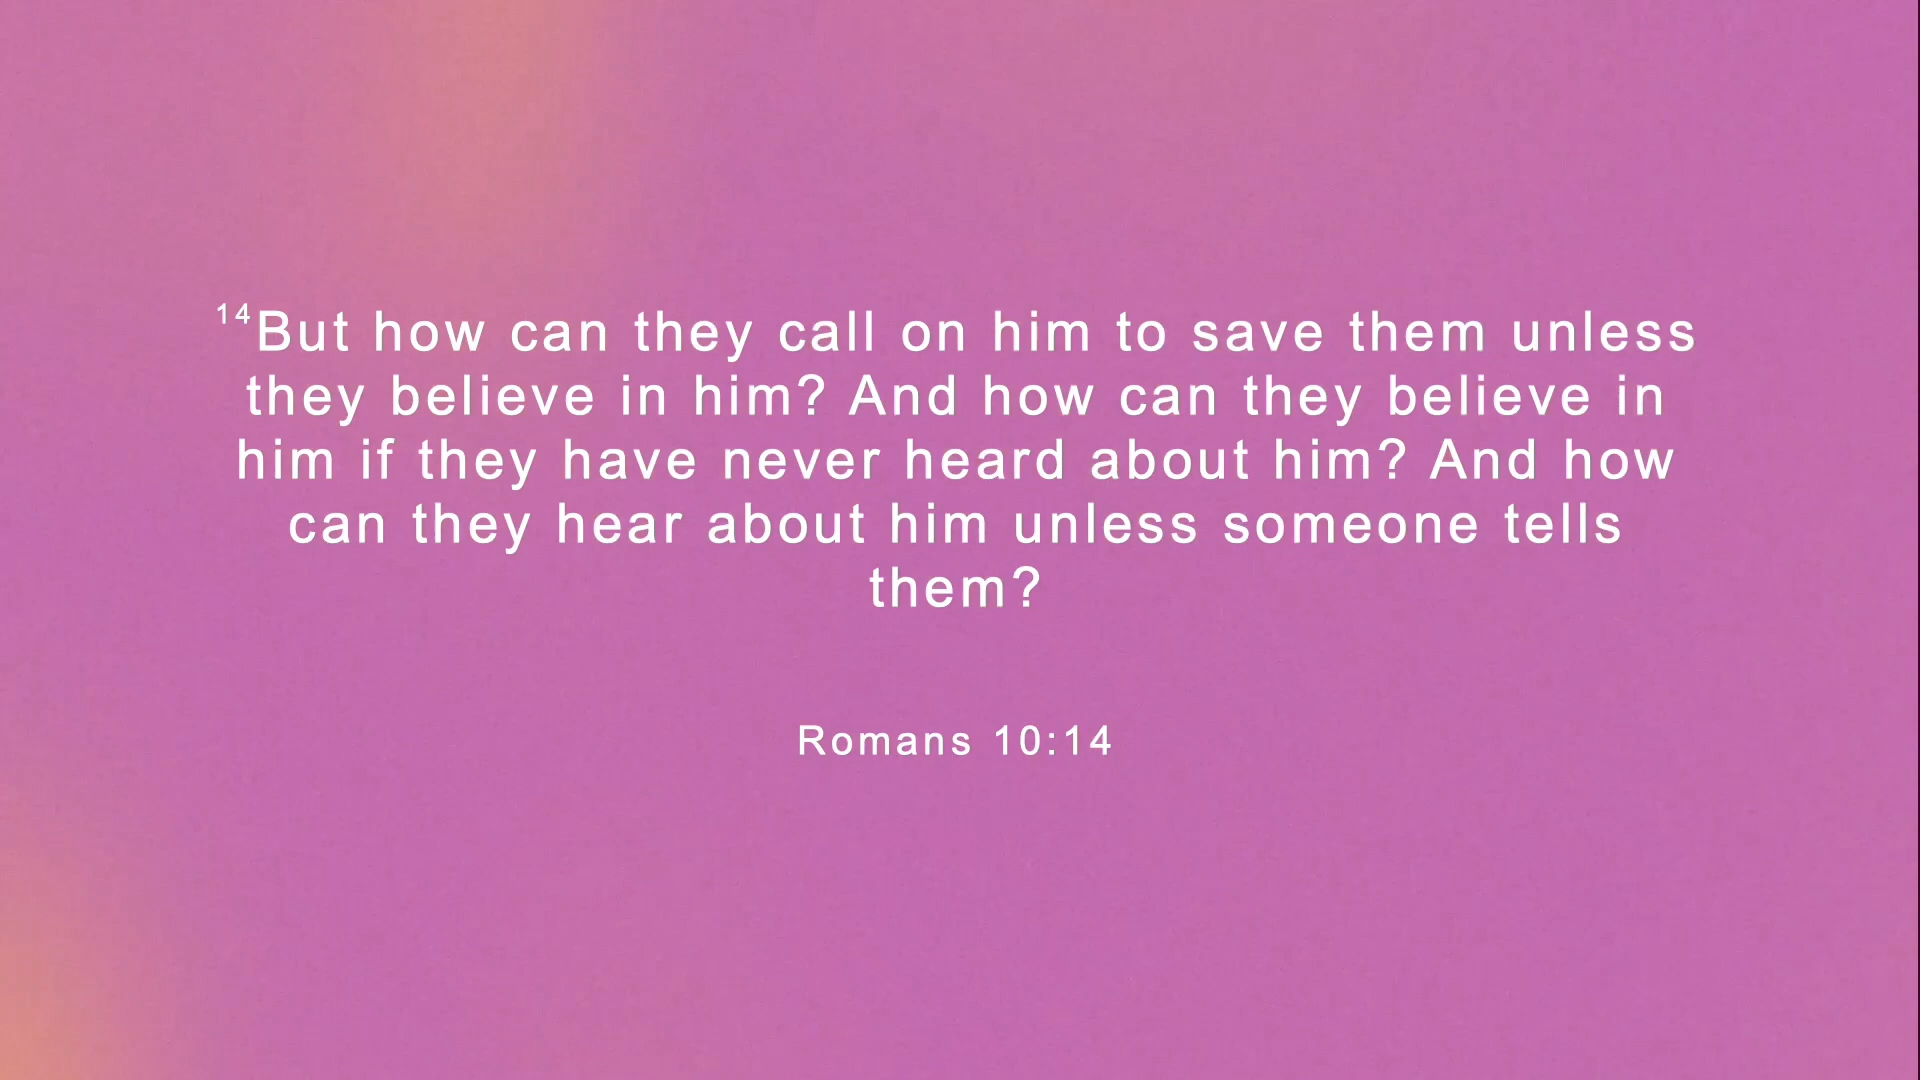 14But how can they call on him to save them unless
they believe in him? And how can they believe in
him if they have never heard about him? And how
can they hear about him unless someone tells
them?
Romans 10:14